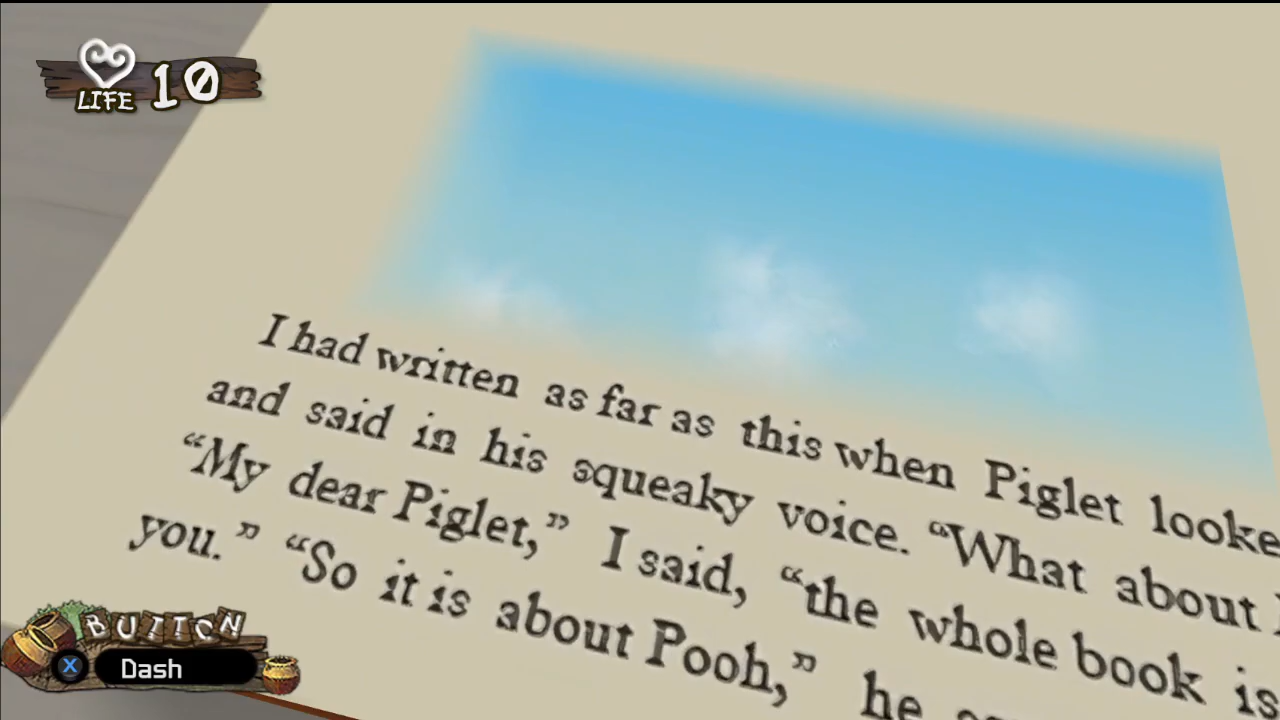 LIFE 10
I had written as far as this when Piglet looke
and said in his squeaky voice. “What about
“My dear Piglet,” I said, “the whole book is
you.” “So it is about Pooh,” he
BUTTON
X Dash